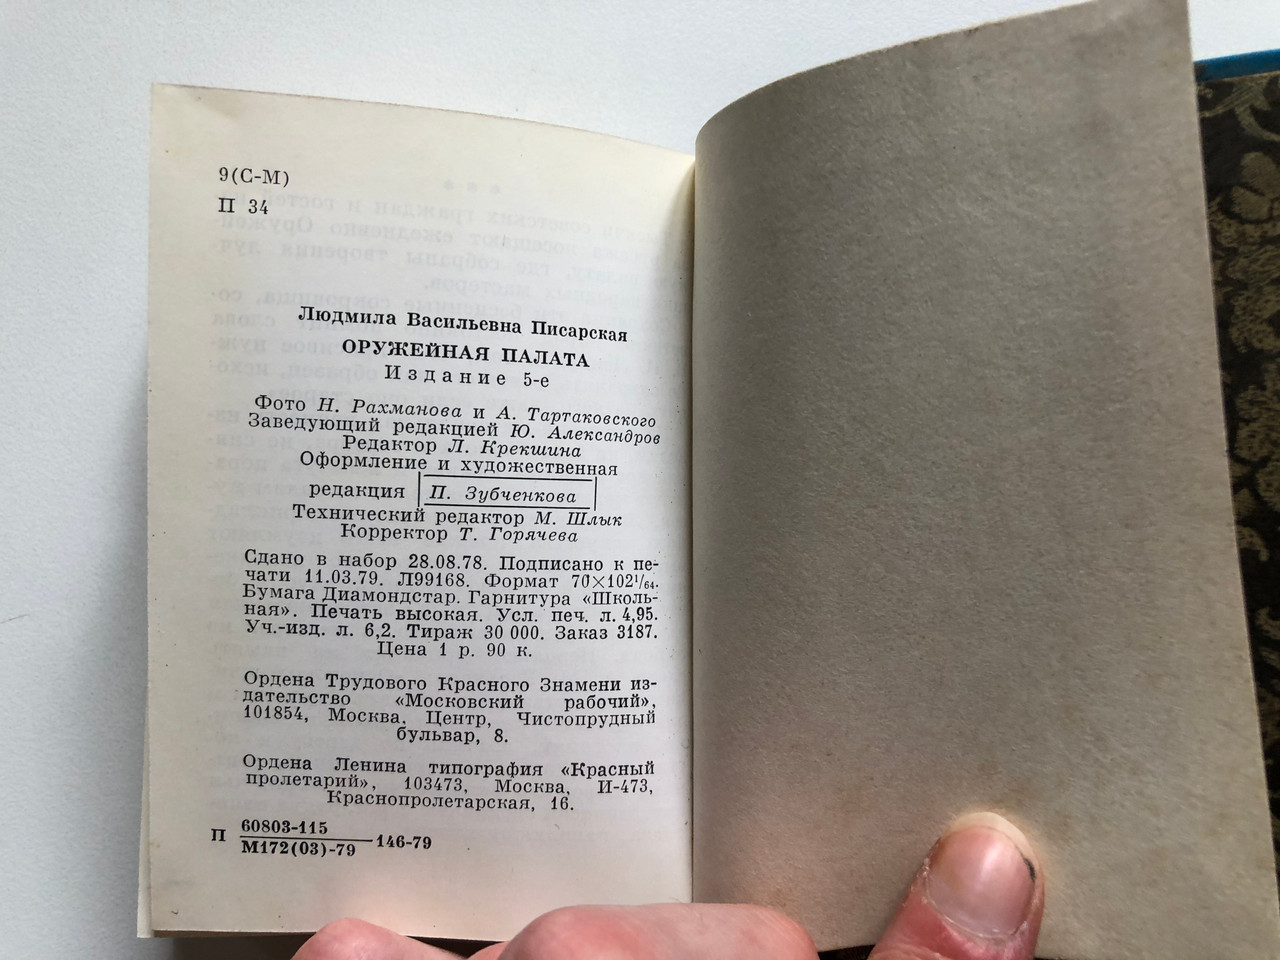 9(С-М)
П 34
Людмила Васильевна Писарская
ОРУЖЕЙНАЯ ПАЛАТА
Издание 5-е
Фото Н. Рахманова и А. Тартаковского
Заведующий редакцией Ю. Александров
Редактор Л. Крекшина
Оформление и художественная
редакция П. Зубченкова
Технический редактор М. Шлык
Корректор Т. Горячева
Сдано в набор 28.08.78. Подписано к пе-
чати 11.03.79. Л99168. Формат 70×102¹/₆₄.
Бумага Диамондстар. Гарнитура «Школь-
ная». Печать высокая. Усл. печ. л. 4,95.
Уч.-изд. л. 6,2. Тираж 30 000. Заказ 3187.
Цена 1 р. 90 к.
Ордена Трудового Красного Знамени из-
дательство «Московский рабочий»,
101854, Москва, Центр, Чистопрудный
бульвар, 8.
Ордена Ленина типография «Красный
пролетарий», 103473, Москва, И-473,
Краснопролетарская, 16.
П 60803-115
М172(03)-79 146-79